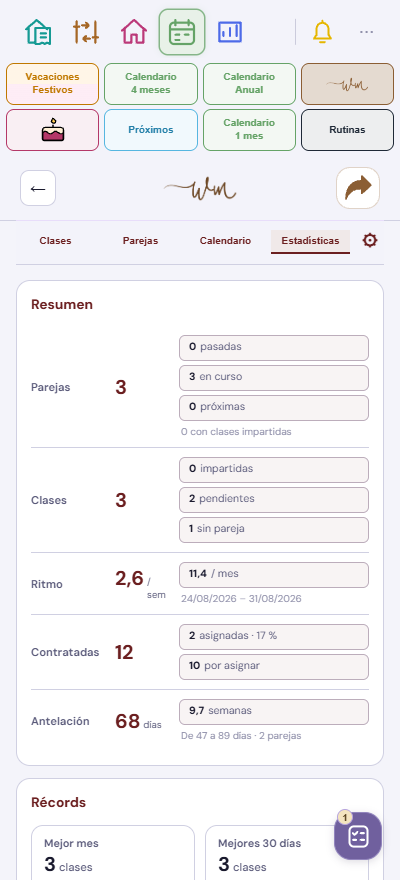 Vacaciones
Festivos
Calendario
4 meses
Calendario
Anual
Wm
Próximos
Calendario
1 mes
Rutinas
←
Wm
Clases
Parejas
Calendario
Estadísticas
Resumen
Parejas
3
0 pasadas
3 en curso
0 próximas
0 con clases impartidas
Clases
3
0 impartidas
2 pendientes
1 sin pareja
Ritmo
2,6 /
sem
11,4 / mes
24/08/2026 – 31/08/2026
Contratadas
12
2 asignadas · 17 %
10 por asignar
Antelación
68 días
9,7 semanas
De 47 a 89 días · 2 parejas
Récords
Mejor mes
3 clases
Mejores 30 días
3 clases
1